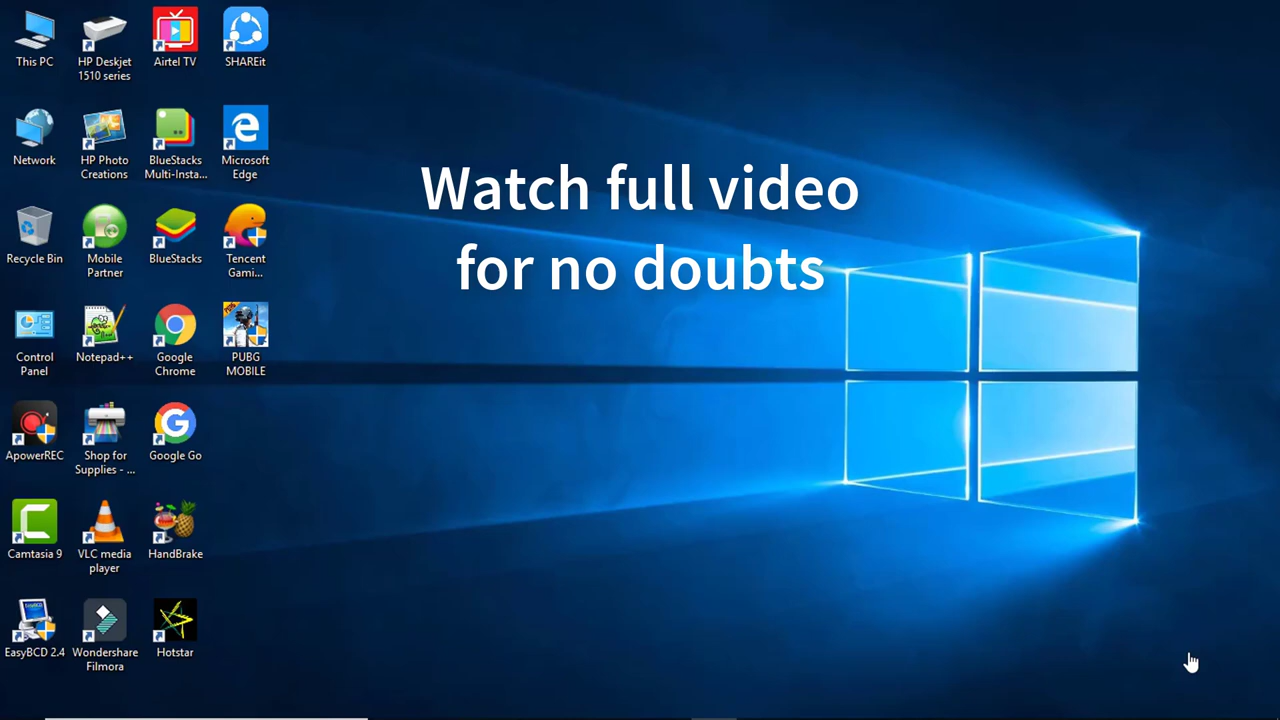 This PC
HP Deskjet
1510 series
Airtel TV
SHAREit
Network
HP Photo
Creations
BlueStacks
Multi-Insta...
Microsoft
Edge
Recycle Bin
Mobile
Partner
BlueStacks
Tencent
Gami...
Control
Panel
Notepad++
Google
Chrome
PUBG
MOBILE
ApowerREC
Shop for
Supplies - ...
Google Go
Camtasia 9
VLC media
player
HandBrake
EasyBCD 2.4
Wondershare
Filmora
Hotstar
Watch full video
for no doubts